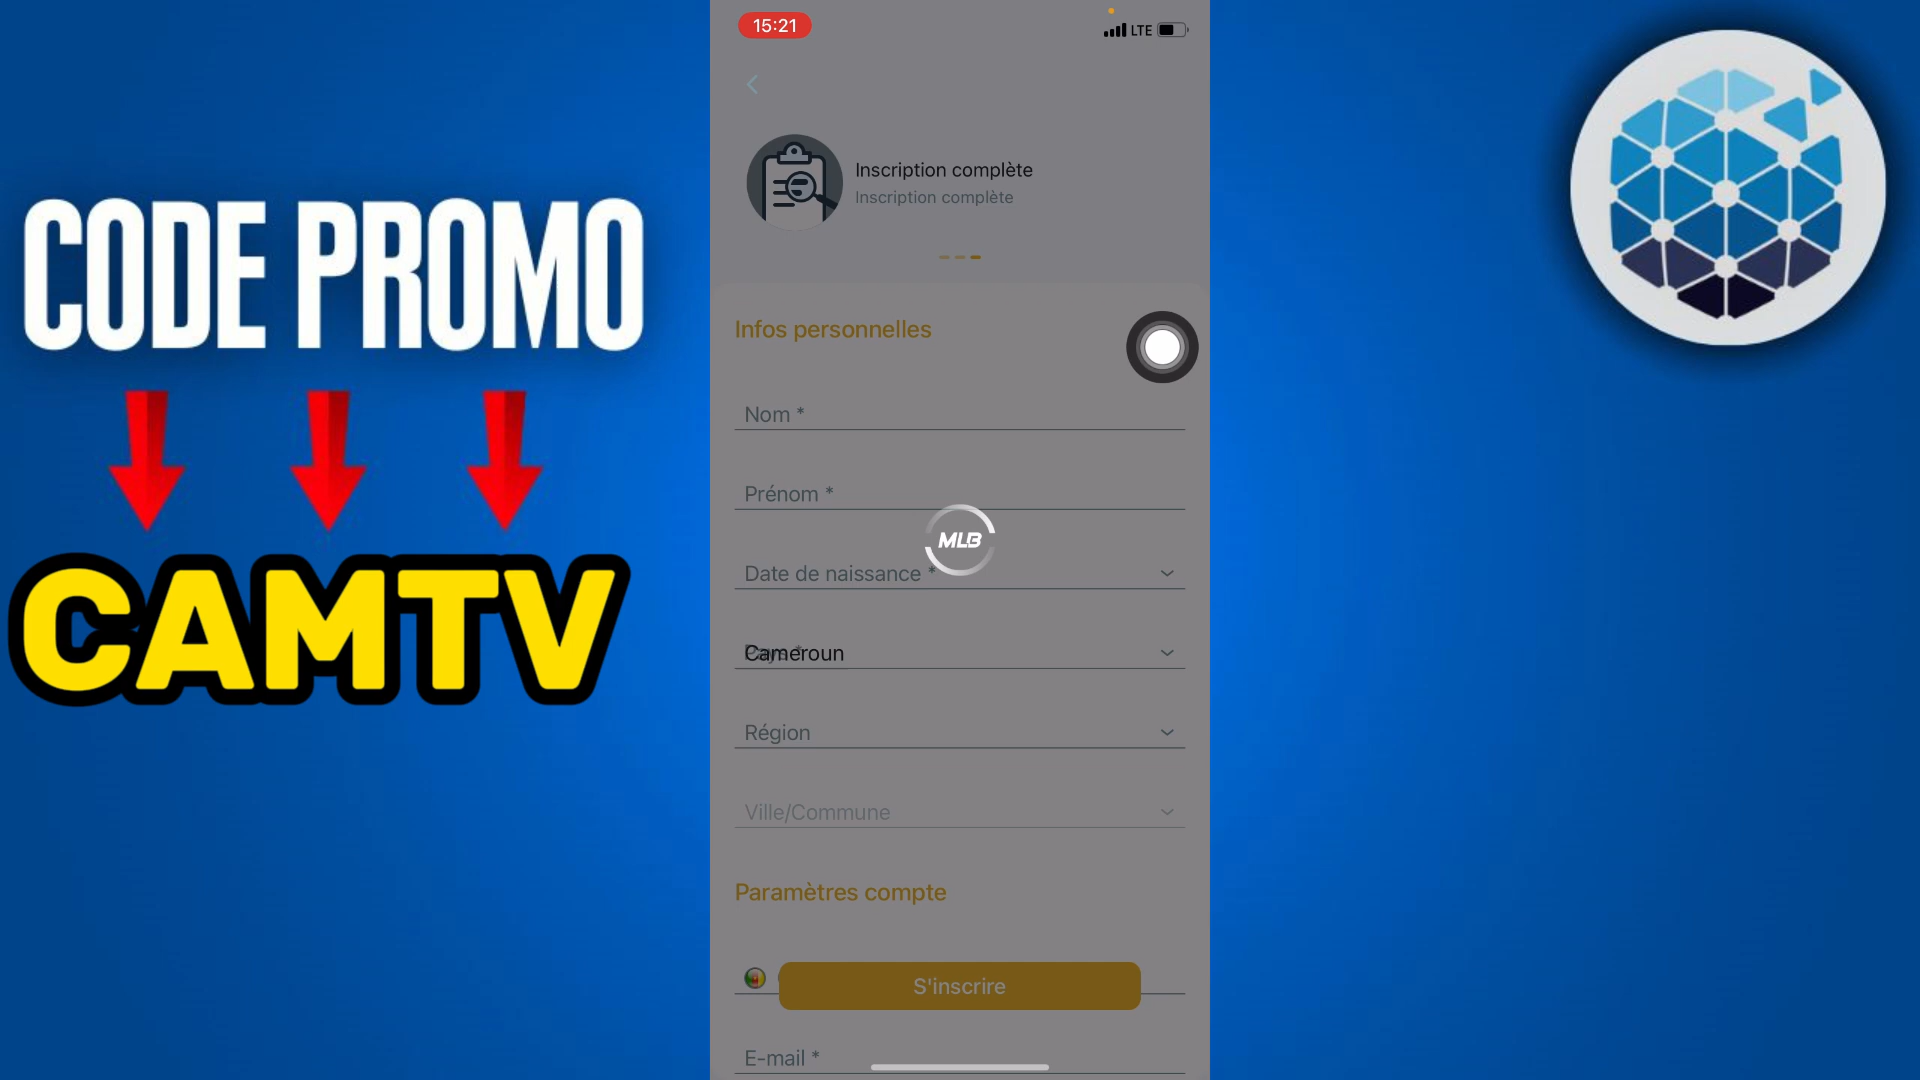 CODE PROMO
CAMTV
15:21
LTE
Inscription complète
Inscription complète
Infos personnelles
Nom *
Prénom *
MLB
Date de naissance *
Cameroun
Région
Ville/Commune
Paramètres compte
S'inscrire
E-mail *